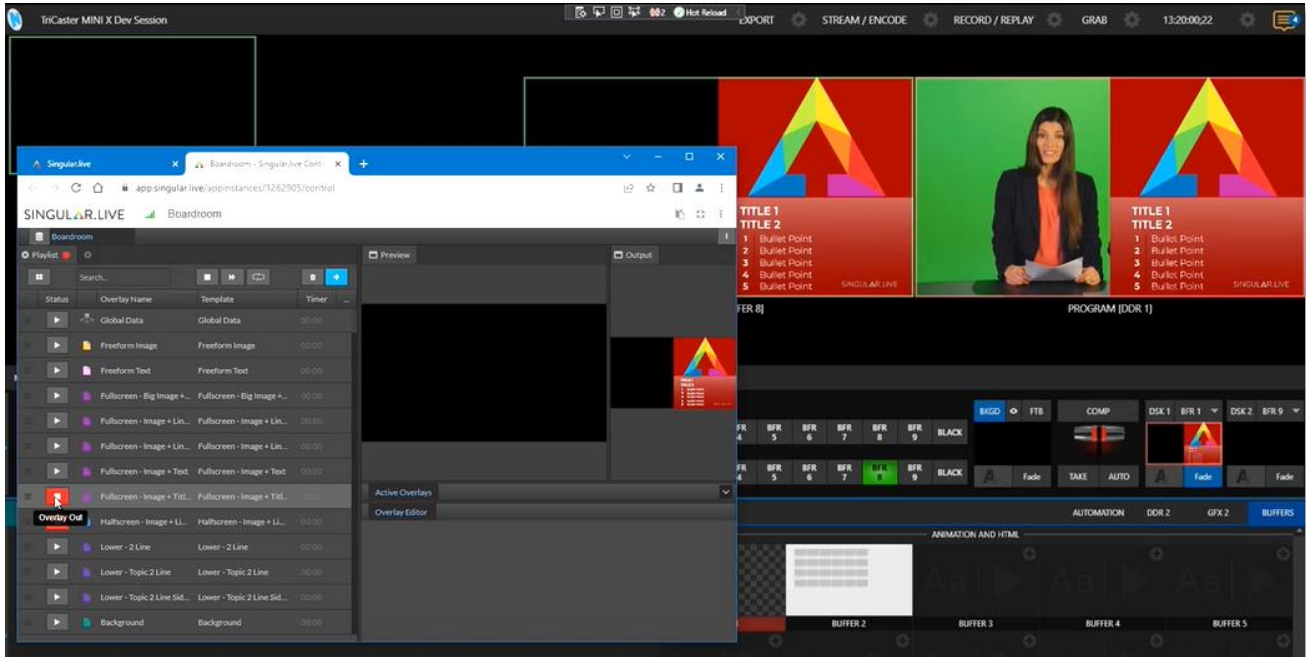 TriCaster MINI X Dev Session
2
Hot Reload
EXPORT
STREAM / ENCODE
RECORD / REPLAY
GRAB
13:20:00;22
4
Singular.live
Boardroom - Singular.live Cont
app.singular.live/appinstances/1262905/control
SINGULAR.LIVE
Boardroom
Boardroom
Playlist
Preview
Output
Search...
Status
Overlay Name
Template
Timer
...
Global Data
Global Data
00:00
Freeform Image
Freeform Image
00:00
Freeform Text
Freeform Text
00:00
Fullscreen - Big Image +...
Fullscreen - Big Image +...
00:00
Fullscreen - Image + Lin...
Fullscreen - Image + Lin...
00:00
Fullscreen - Image + Lin...
Fullscreen - Image + Lin...
00:00
Fullscreen - Image + Text
Fullscreen - Image + Text
00:00
Fullscreen - Image + Titl...
Fullscreen - Image + Titl...
Overlay Out
Halfscreen - Image + Li...
Halfscreen - Image + Li...
00:00
Lower - 2 Line
Lower - 2 Line
00:00
Lower - Topic 2 Line
Lower - Topic 2 Line
00:00
Lower - Topic 2 Line Sid...
Lower - Topic 2 Line Sid...
00:00
Background
Background
00:00
Active Overlays
Overlay Editor
TITLE 1
TITLE 2
1 Bullet Point
2 Bullet Point
3 Bullet Point
4 Bullet Point
5 Bullet Point
SINGULAR.LIVE
TITLE 1
TITLE 2
1 Bullet Point
2 Bullet Point
3 Bullet Point
4 Bullet Point
5 Bullet Point
SINGULAR.LIVE
FER 8]
PROGRAM [DDR 1]
BKGD
FTB
COMP
DSK 1
BFR 1
DSK 2
BFR 9
FR 4
BFR 5
BFR 6
BFR 7
BFR 8
BFR 9
BLACK
FR 4
BFR 5
BFR 6
BFR 7
BFR 8
BFR 9
BLACK
Fade
TAKE
AUTO
Fade
Fade
AUTOMATION
DDR 2
GFX 2
BUFFERS
ANIMATION AND HTML
Aa
Aa
Aa
BUFFER 2
BUFFER 3
BUFFER 4
BUFFER 5